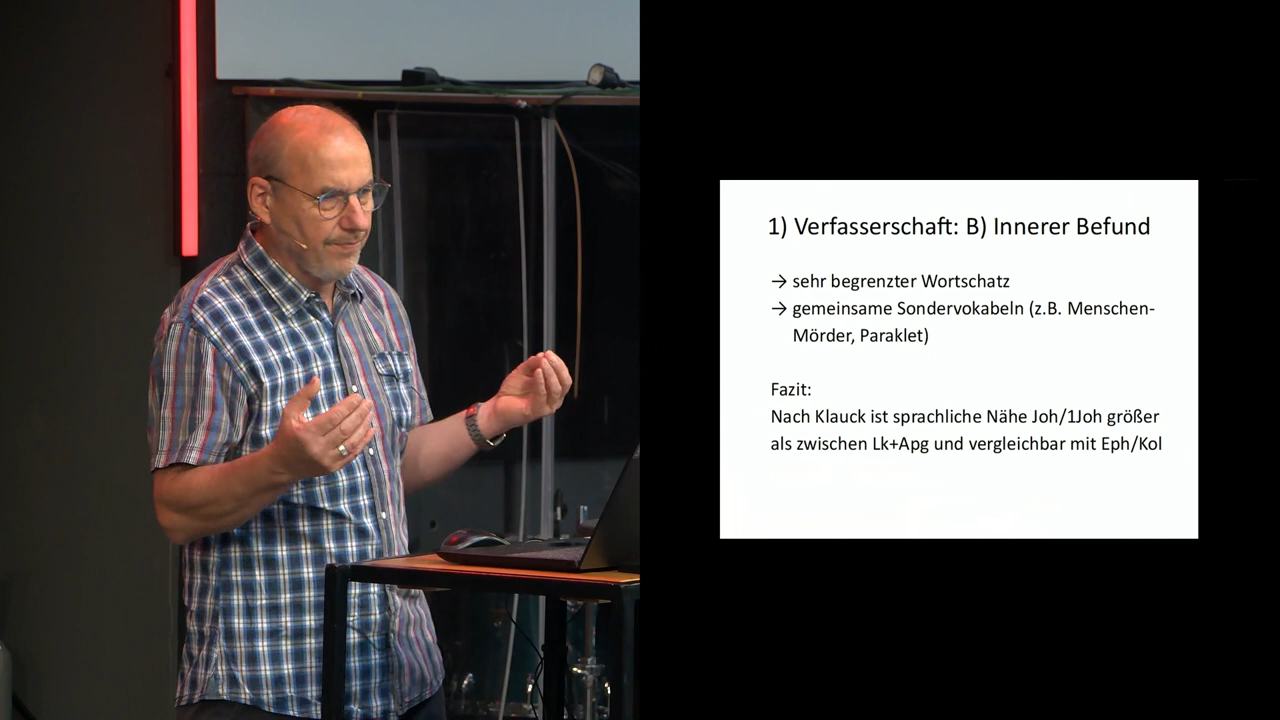 1) Verfasserschaft: B) Innerer Befund
→ sehr begrenzter Wortschatz
→ gemeinsame Sondervokabeln (z.B. Menschen-
Mörder, Paraklet)
Fazit:
Nach Klauck ist sprachliche Nähe Joh/1Joh größer
als zwischen Lk+Apg und vergleichbar mit Eph/Kol